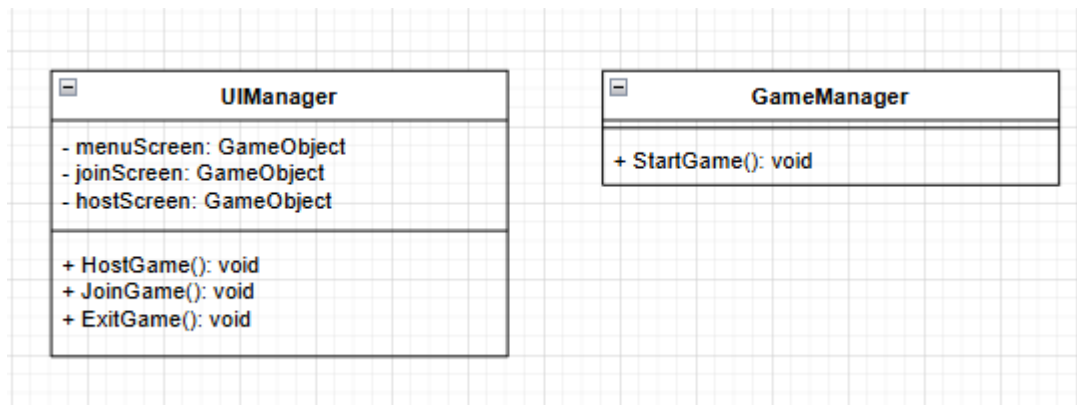 UIManager
- menuScreen: GameObject
- joinScreen: GameObject
- hostScreen: GameObject
+ HostGame(): void
+ JoinGame(): void
+ ExitGame(): void
GameManager
+ StartGame(): void